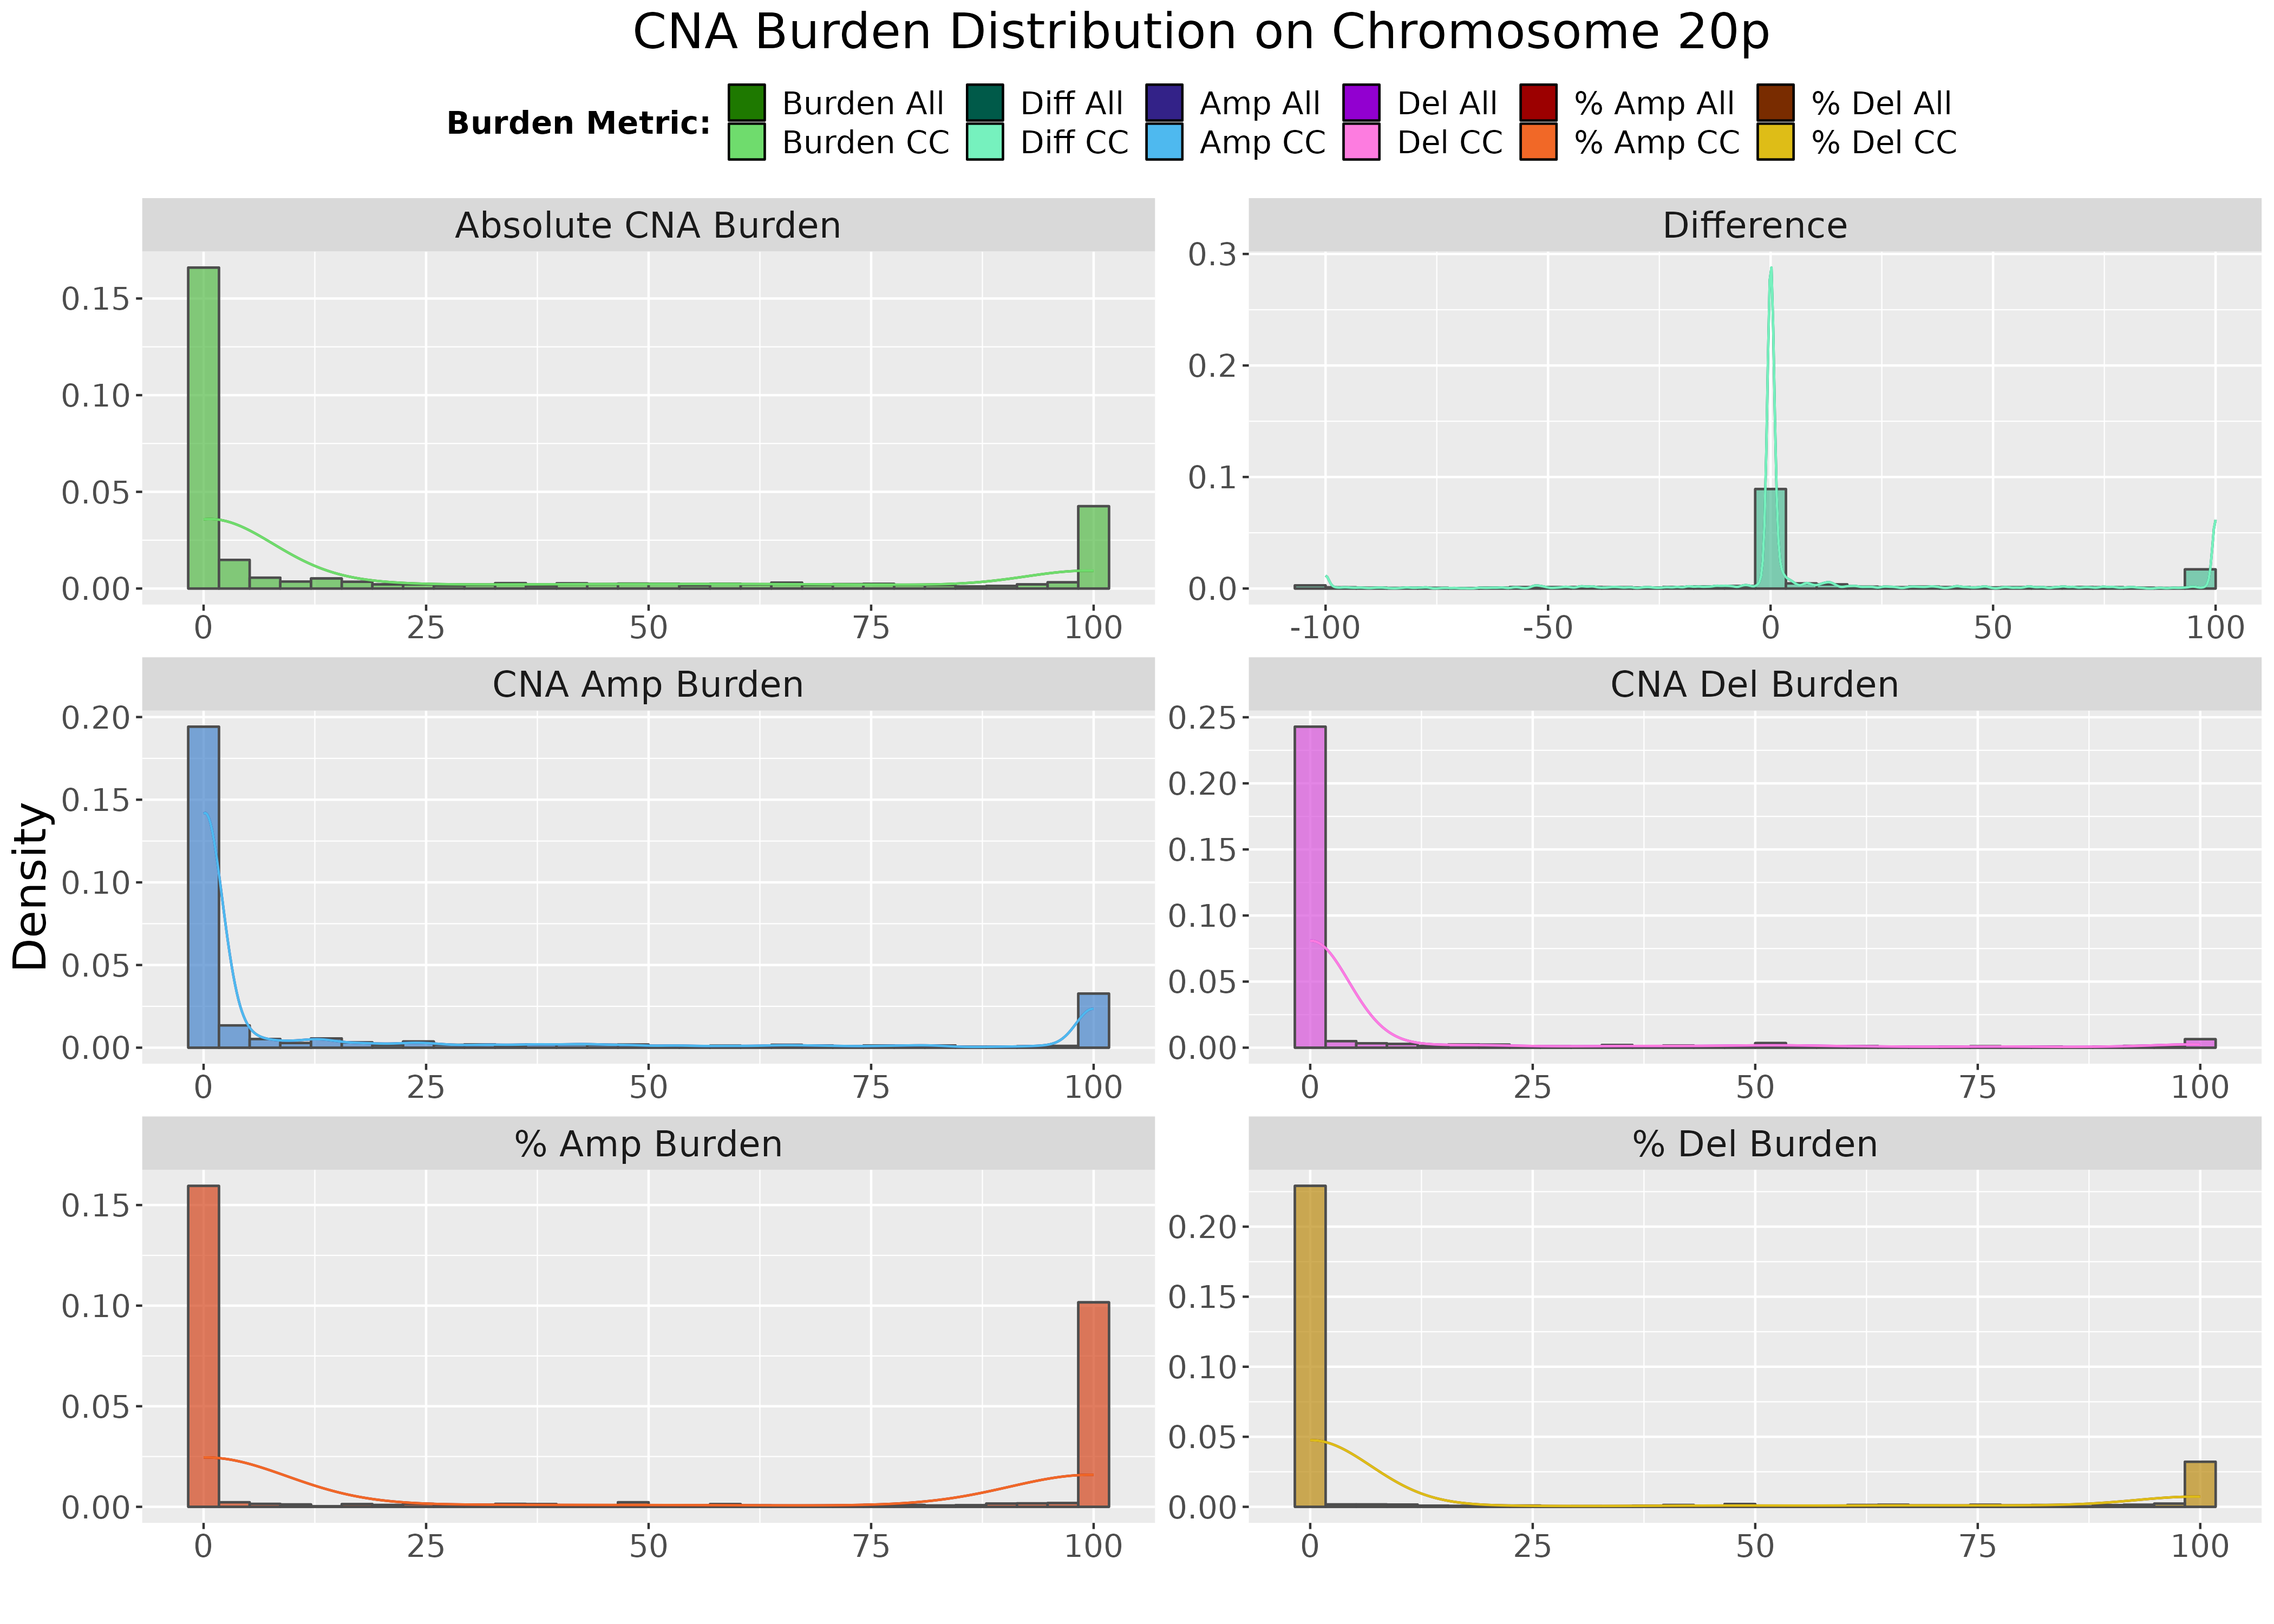 CNA Burden Distribution on Chromosome 20p
Burden Metric:
Burden All Diff All Amp All Del All % Amp All % Del All
Burden CC Diff CC Amp CC Del CC % Amp CC % Del CC
Absolute CNA Burden
0.15
0.10
0.05
0.00
0 25 50 75 100
Difference
0.3
0.2
0.1
0.0
-100 -50 0 50 100
Density
CNA Amp Burden
0.20
0.15
0.10
0.05
0.00
0 25 50 75 100
CNA Del Burden
0.25
0.20
0.15
0.10
0.05
0.00
0 25 50 75 100
% Amp Burden
0.15
0.10
0.05
0.00
0 25 50 75 100
% Del Burden
0.20
0.15
0.10
0.05
0.00
0 25 50 75 100